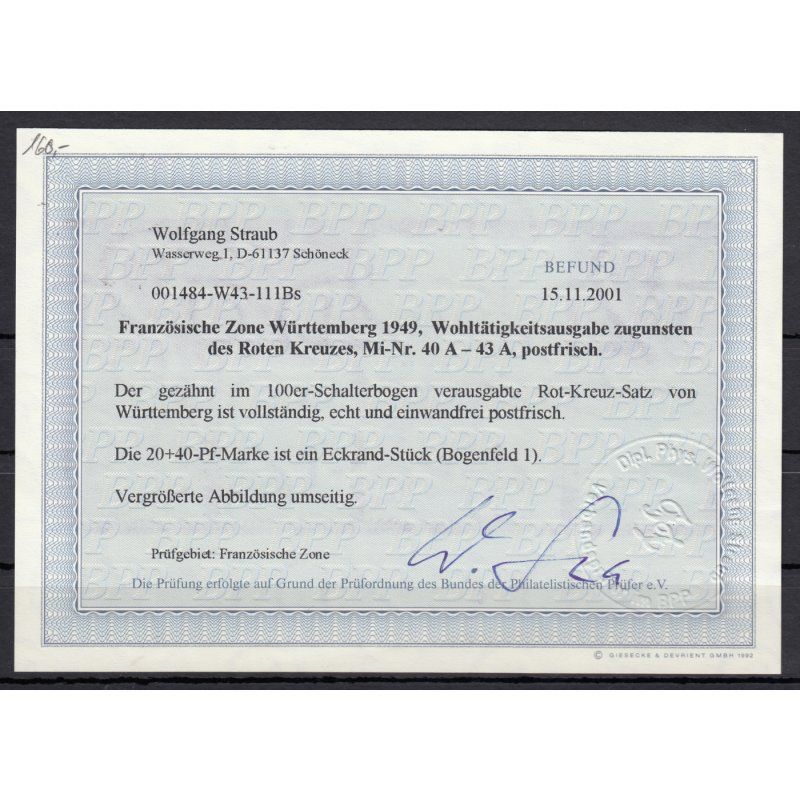 160,-
Wolfgang Straub
Wasserweg 1, D-61137 Schöneck
BEFUND
001484-W43-111Bs
15.11.2001
Französische Zone Württemberg 1949, Wohltätigkeitsausgabe zugunsten
des Roten Kreuzes, Mi-Nr. 40 A – 43 A, postfrisch.
Der gezähnt im 100er-Schalterbogen verausgabte Rot-Kreuz-Satz von
Württemberg ist vollständig, echt und einwandfrei postfrisch.
Die 20+40-Pf-Marke ist ein Eckrand-Stück (Bogenfeld 1).
Vergrößerte Abbildung umseitig.
Prüfgebiet: Französische Zone
Die Prüfung erfolgte auf Grund der Prüfordnung des Bundes der Philatelistischen Prüfer e.V.
© GIESECKE & DEVRIENT GMBH 1992